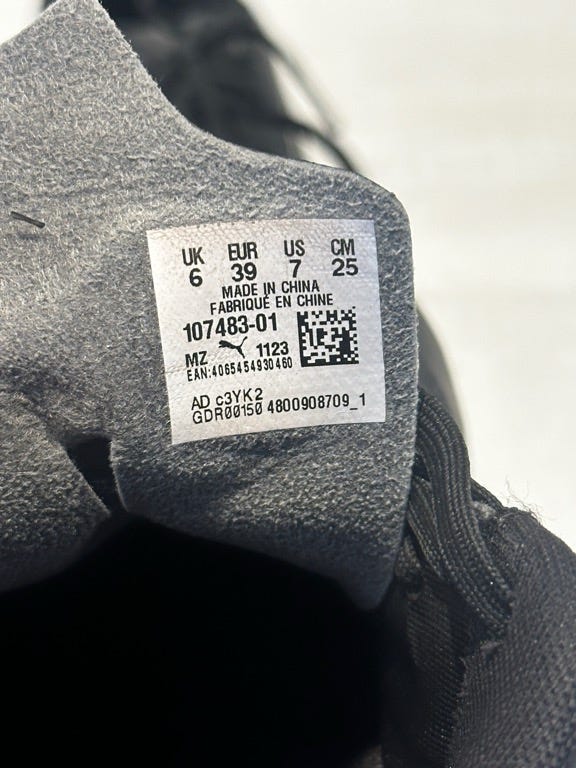 UK EUR US CM
6 39 7 25
MADE IN CHINA
FABRIQUÉ EN CHINE
107483-01
MZ 1123
EAN:4065454930460
AD c3YK2
GDR00150 4800908709_1